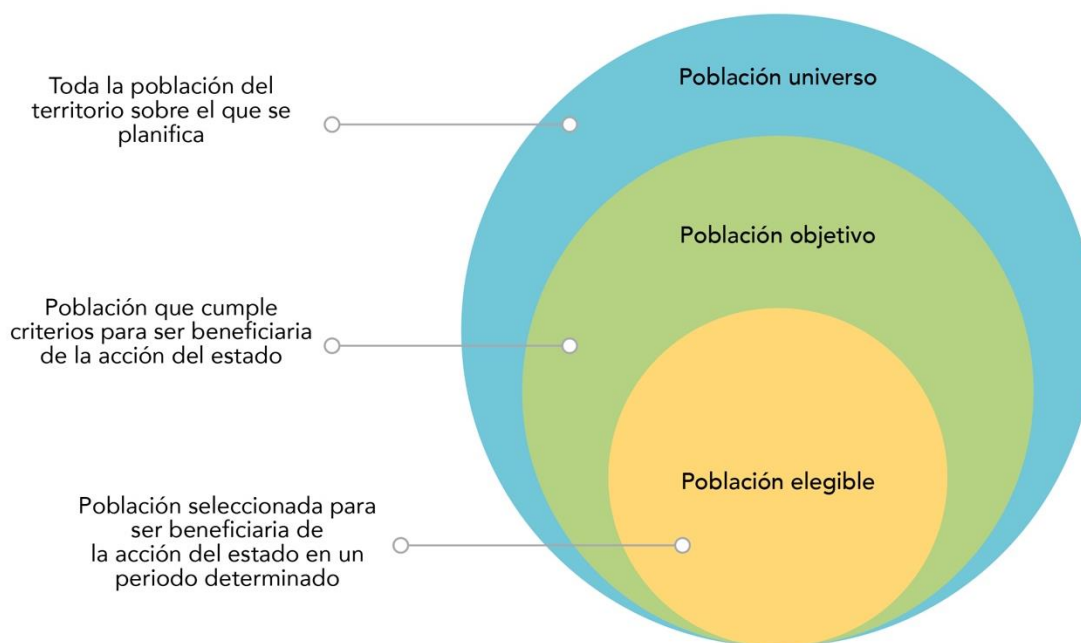 Toda la población del
territorio sobre el que se
planifica
Población universo
Población objetivo
Población que cumple
criterios para ser beneficiaria
de la acción del estado
Población elegible
Población seleccionada para
ser beneficiaria de
la acción del estado en un
periodo determinado